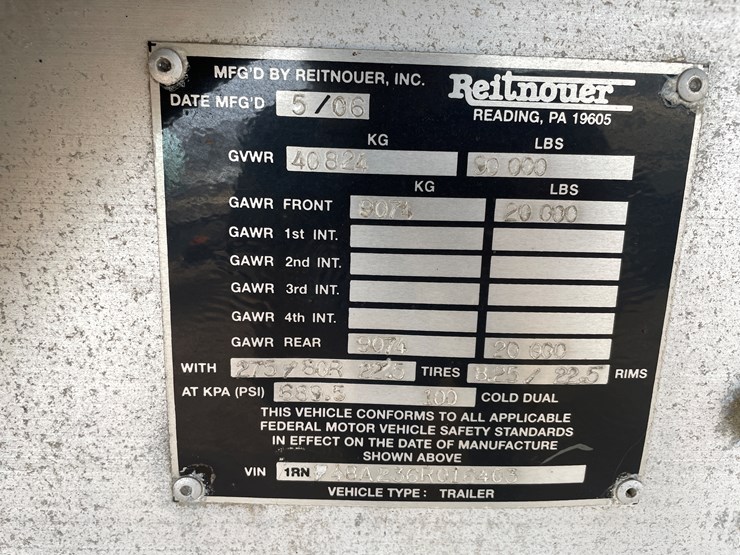 MFG'D BY REITNOUER, INC. Reitnouer
DATE MFG'D 5/06 READING, PA 19605
KG LBS
GVWR 40824 90 000
KG LBS
GAWR FRONT 9074 20 000
GAWR 1st INT.
GAWR 2nd INT.
GAWR 3rd INT.
GAWR 4th INT.
GAWR REAR 9074 20 000
WITH 275/80R 22.5 TIRES 8.25/22.5 RIMS
AT KPA (PSI) 689.5 100 COLD DUAL
THIS VEHICLE CONFORMS TO ALL APPLICABLE
FEDERAL MOTOR VEHICLE SAFETY STANDARDS
IN EFFECT ON THE DATE OF MANUFACTURE
SHOWN ABOVE
VIN 1RN
VEHICLE TYPE: TRAILER